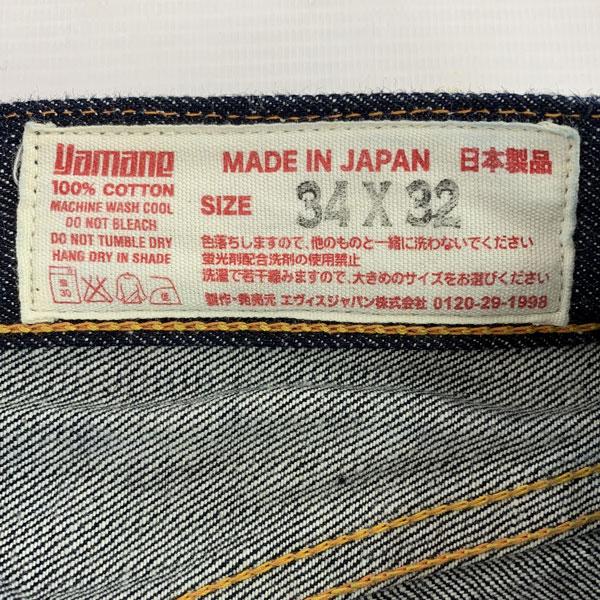 Yamane
100% COTTON
MACHINE WASH COOL
DO NOT BLEACH
DO NOT TUMBLE DRY
HANG DRY IN SHADE
30
MADE IN JAPAN 日本製品
SIZE 34 X 32
色落ちしますので、他のものと一緒に洗わないでください
蛍光剤配合洗剤の使用禁止
洗濯で若干縮みますので、大きめのサイズをお選びください
製作・発売元 エヴィスジャパン株式会社 0120-29-1998